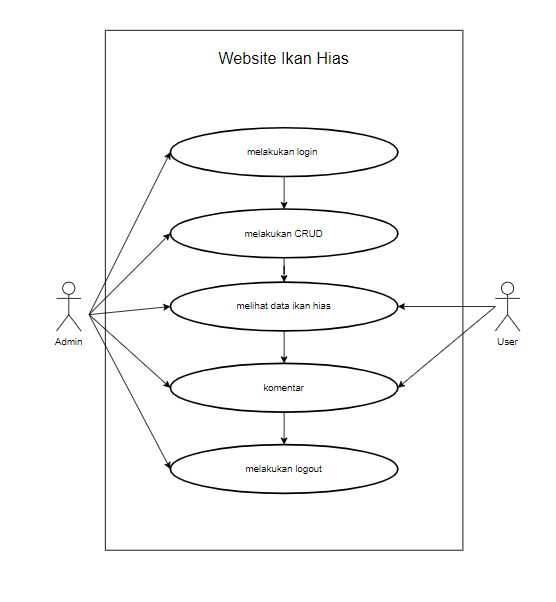 Website Ikan Hias
melakukan login
melakukan CRUD
melihat data ikan hias
Admin
User
komentar
melakukan logout